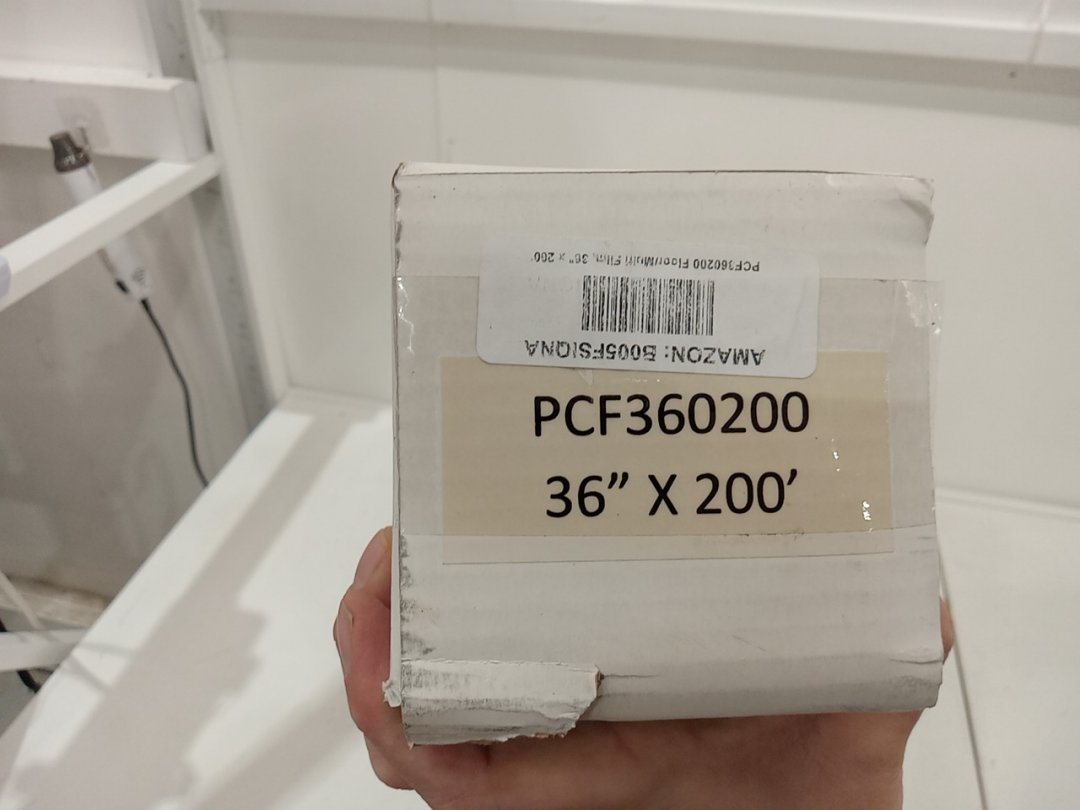 PCF360200 Floor/Multi Film, 36" x 200'
AMAZON: B005FSIQNA
PCF360200
36” X 200’